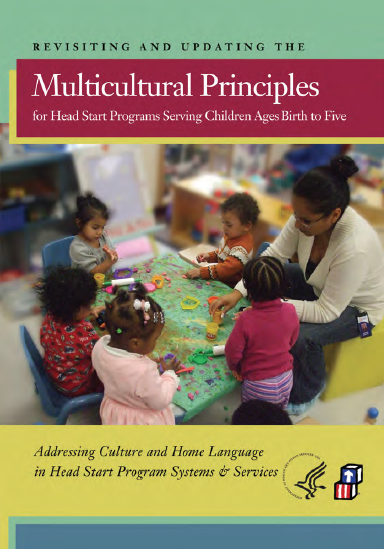 REVISITING AND UPDATING THE
Multicultural Principles
for Head Start Programs Serving Children Ages Birth to Five
Addressing Culture and Home Language
in Head Start Program Systems & Services